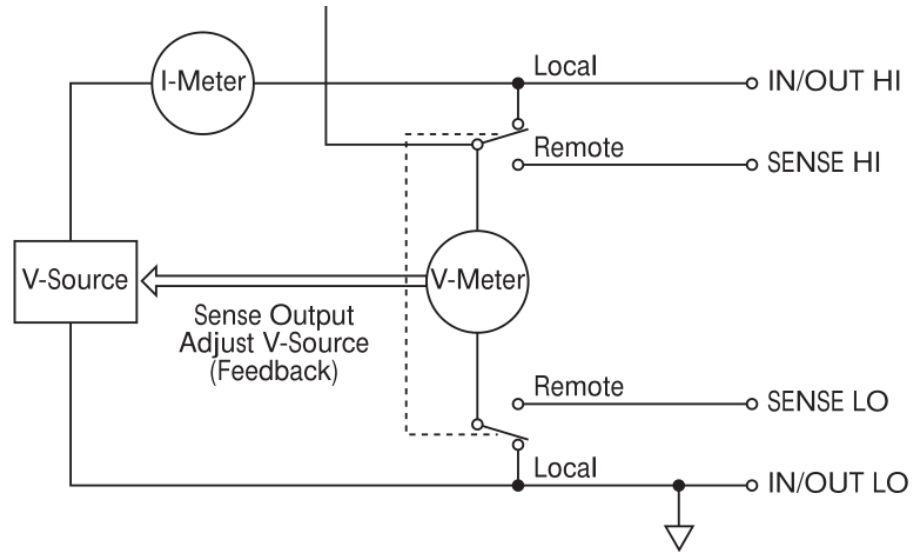 I-Meter
Local
IN/OUT HI
Remote
SENSE HI
V-Source
V-Meter
Sense Output
Adjust V-Source
(Feedback)
Remote
SENSE LO
Local
IN/OUT LO